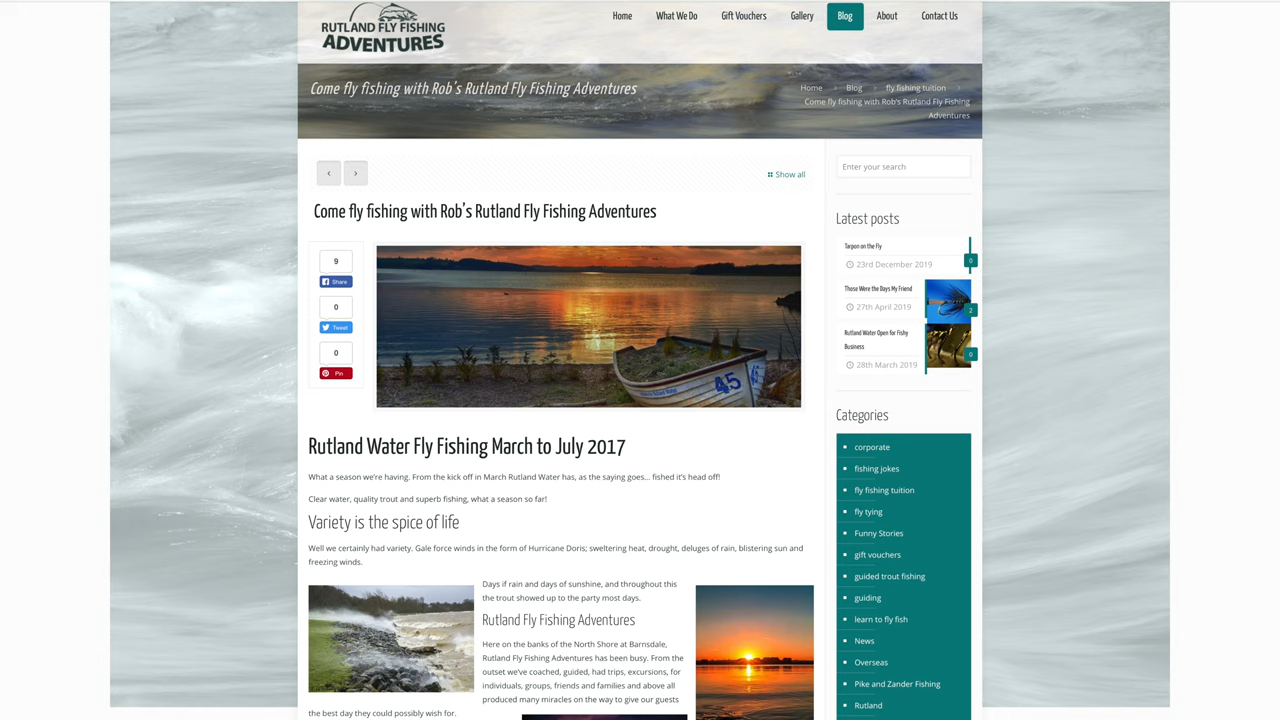 RUTLAND FLY FISHING
ADVENTURES
Home
What We Do
Gift Vouchers
Gallery
Blog
About
Contact Us
Come fly fishing with Rob's Rutland Fly Fishing Adventures
Home
Blog
fly fishing tuition
Come fly fishing with Rob's Rutland Fly Fishing
Adventures
Show all
Enter your search
Come fly fishing with Rob's Rutland Fly Fishing Adventures
9
Share
0
Tweet
0
Pin
45
Latest posts
Tarpon on the Fly
23rd December 2019
0
Those Were the Days My Friend
27th April 2019
2
Rutland Water Open for Fishy
Business
28th March 2019
0
Rutland Water Fly Fishing March to July 2017
What a season we're having. From the kick off in March Rutland Water has, as the saying goes... fished it's head off!
Clear water, quality trout and superb fishing, what a season so far!
Variety is the spice of life
Well we certainly had variety. Gale force winds in the form of Hurricane Doris; sweltering heat, drought, deluges of rain, blistering sun and
freezing winds.
Days if rain and days of sunshine, and throughout this
the trout showed up to the party most days.
Rutland Fly Fishing Adventures
Here on the banks of the North Shore at Barnsdale,
Rutland Fly Fishing Adventures has been busy. From the
outset we've coached, guided, had trips, excursions, for
individuals, groups, friends and families and above all
produced many miracles on the way to give our guests
the best day they could possibly wish for.
Categories
corporate
fishing jokes
fly fishing tuition
fly tying
Funny Stories
gift vouchers
guided trout fishing
guiding
learn to fly fish
News
Overseas
Pike and Zander Fishing
Rutland